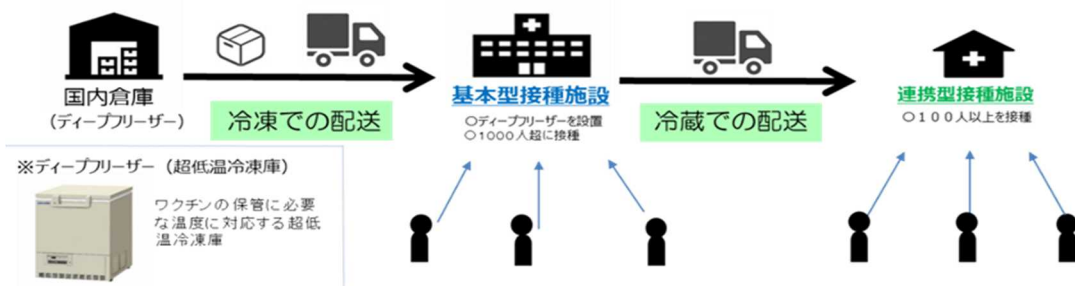 国内倉庫
(ディープフリーザー)
冷凍での配送
基本型接種施設
○ディープフリーザーを設置
○1000人超に接種
冷蔵での配送
連携型接種施設
○100人以上を接種
※ディープフリーザー (超低温冷凍庫)
ワクチンの保管に必要
な温度に対応する超低
温冷凍庫